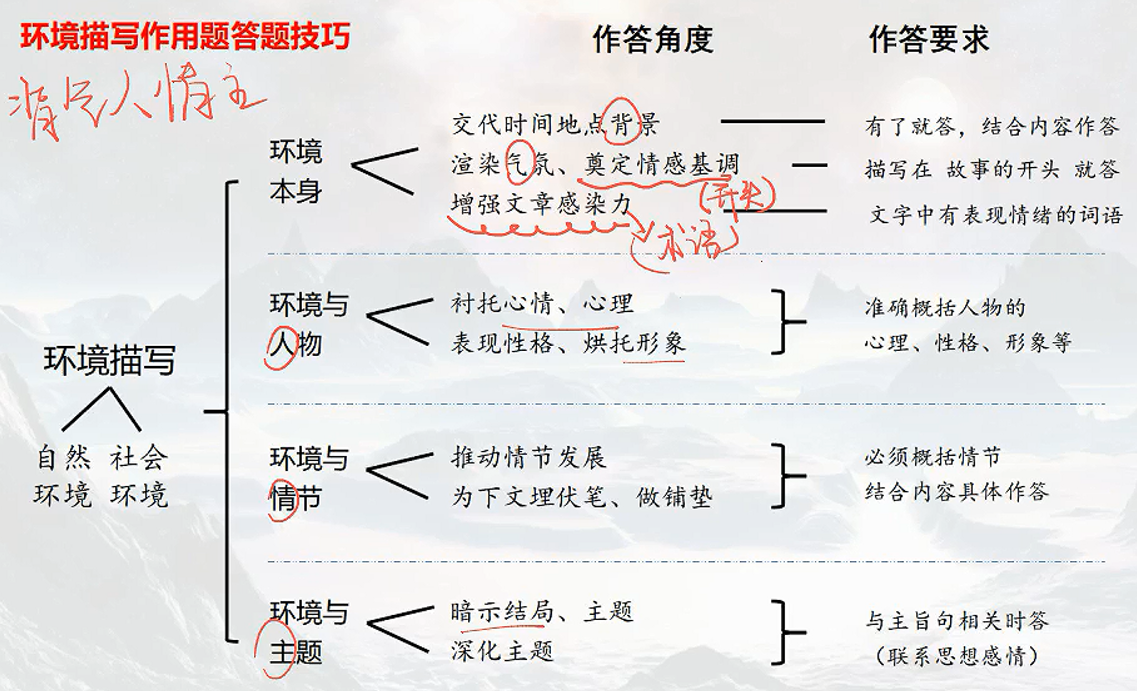 环境描写作用题答题技巧
作答角度
作答要求
背气人情主
环境
本身
交代时间地点背景
有了就答，结合内容作答
渲染气氛、奠定情感基调
描写在 故事的开头 就答
(开头)
增强文章感染力
文字中有表现情绪的词语
(术语)
环境与
人物
衬托心情、心理
表现性格、烘托形象
准确概括人物的
心理、性格、形象等
环境描写
自然 社会
环境 环境
环境与
情节
推动情节发展
为下文埋伏笔、做铺垫
必须概括情节
结合内容具体作答
环境与
主题
暗示结局、主题
深化主题
与主旨句相关时答
（联系思想感情）